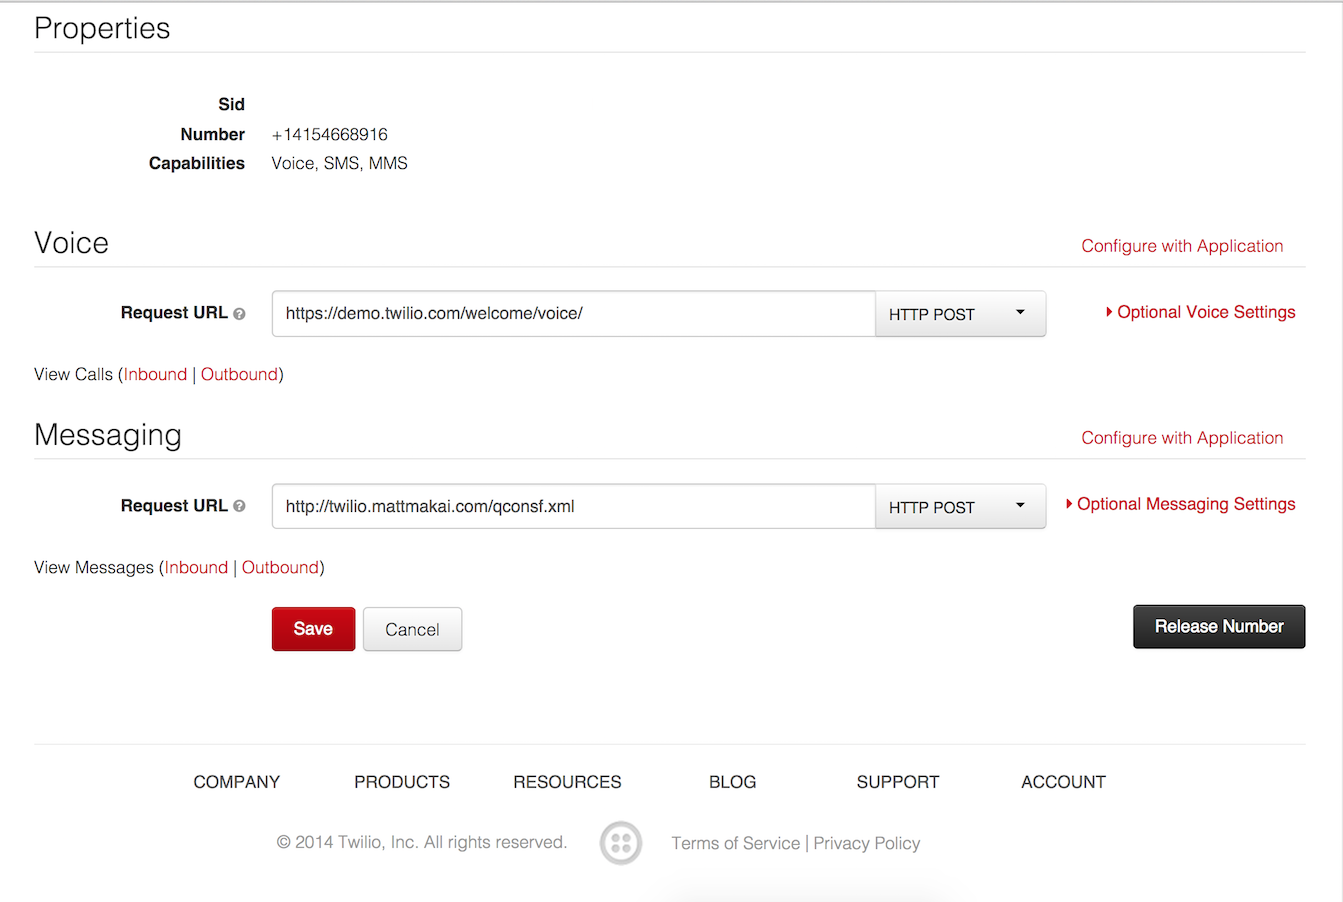 Properties
Sid
Number +14154668916
Capabilities Voice, SMS, MMS
Voice Configure with Application
Request URL ? https://demo.twilio.com/welcome/voice/ HTTP POST Optional Voice Settings
View Calls (Inbound | Outbound)
Messaging Configure with Application
Request URL ? http://twilio.mattmakai.com/qconsf.xml HTTP POST Optional Messaging Settings
View Messages (Inbound | Outbound)
Save Cancel Release Number
COMPANY PRODUCTS RESOURCES BLOG SUPPORT ACCOUNT
© 2014 Twilio, Inc. All rights reserved. Terms of Service | Privacy Policy